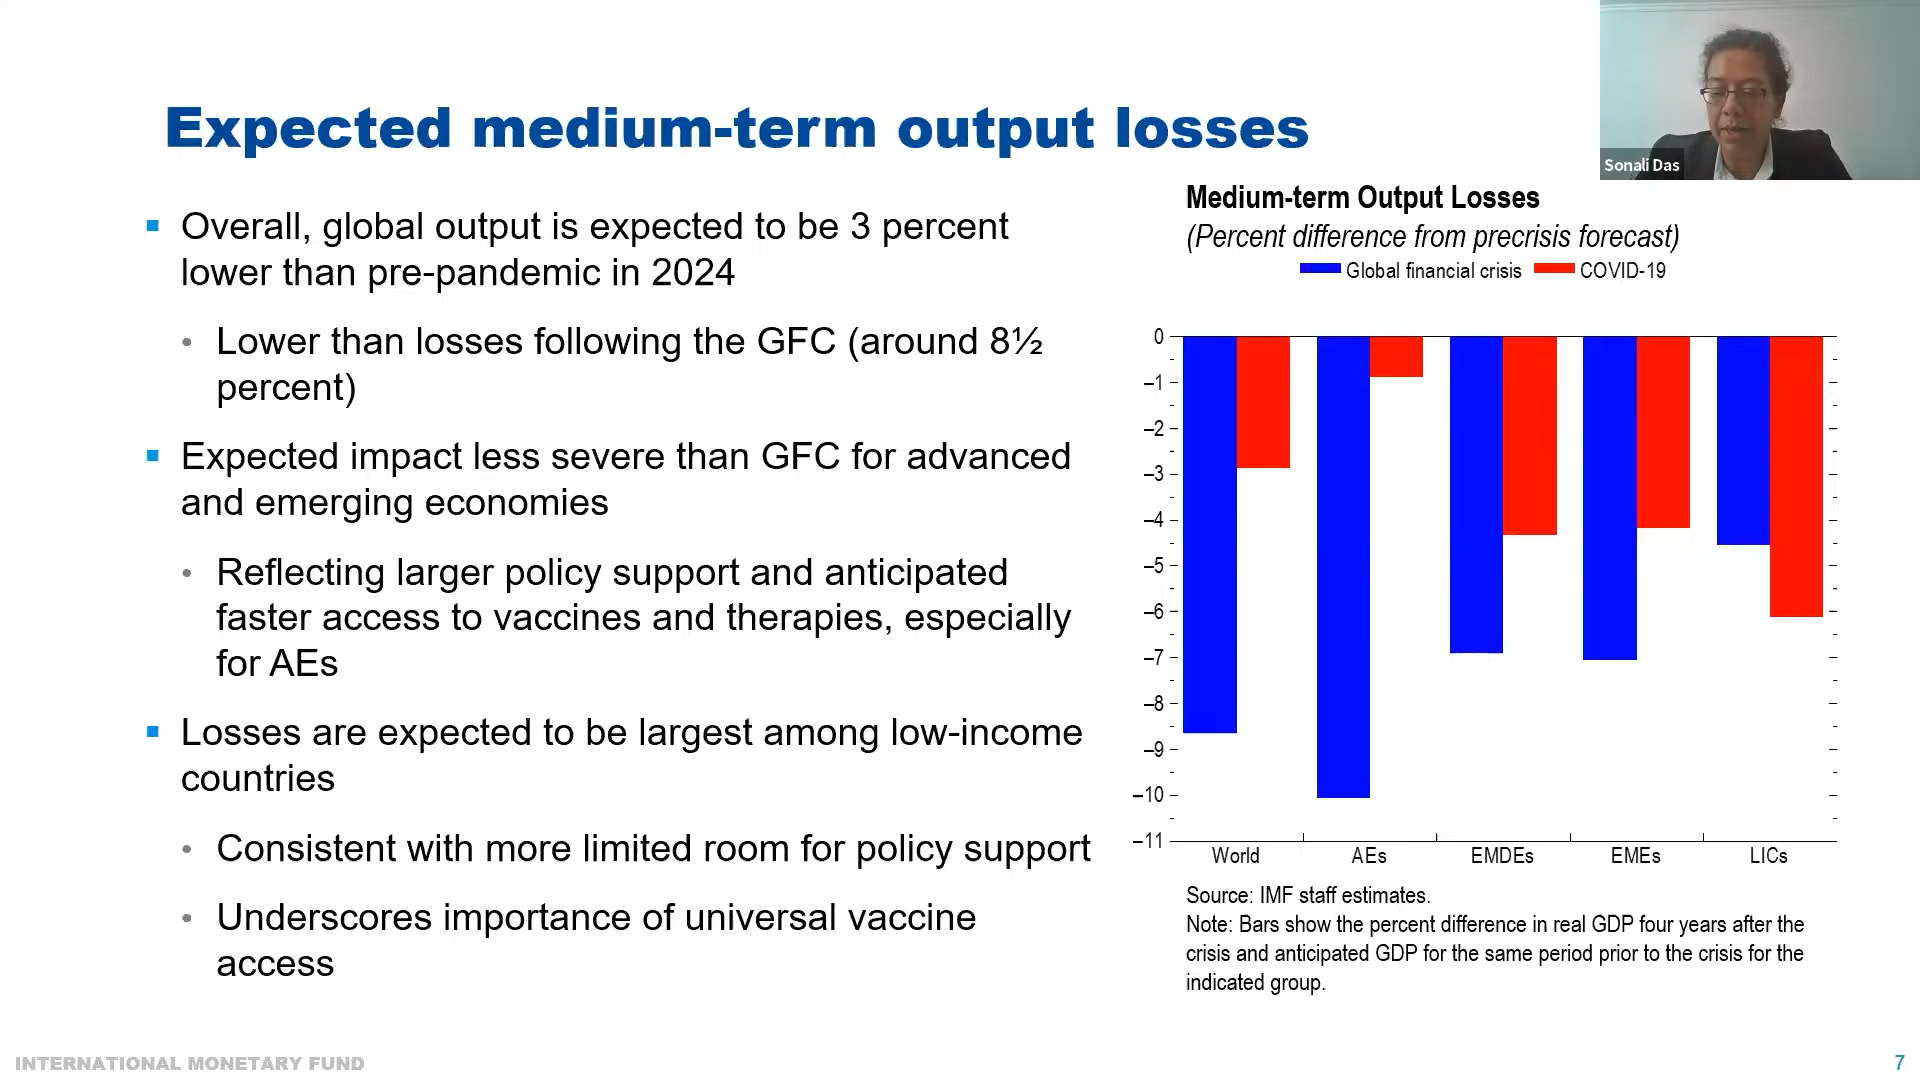 Sonali Das
Expected medium-term output losses
▪ Overall, global output is expected to be 3 percent
lower than pre-pandemic in 2024
• Lower than losses following the GFC (around 8½
percent)
▪ Expected impact less severe than GFC for advanced
and emerging economies
• Reflecting larger policy support and anticipated
faster access to vaccines and therapies, especially
for AEs
▪ Losses are expected to be largest among low-income
countries
• Consistent with more limited room for policy support
• Underscores importance of universal vaccine
access
Medium-term Output Losses
(Percent difference from precrisis forecast)
Global financial crisis COVID-19
0
–1
–2
–3
–4
–5
–6
–7
–8
–9
–10
–11
World AEs EMDEs EMEs LICs
Source: IMF staff estimates.
Note: Bars show the percent difference in real GDP four years after the
crisis and anticipated GDP for the same period prior to the crisis for the
indicated group.
INTERNATIONAL MONETARY FUND
7